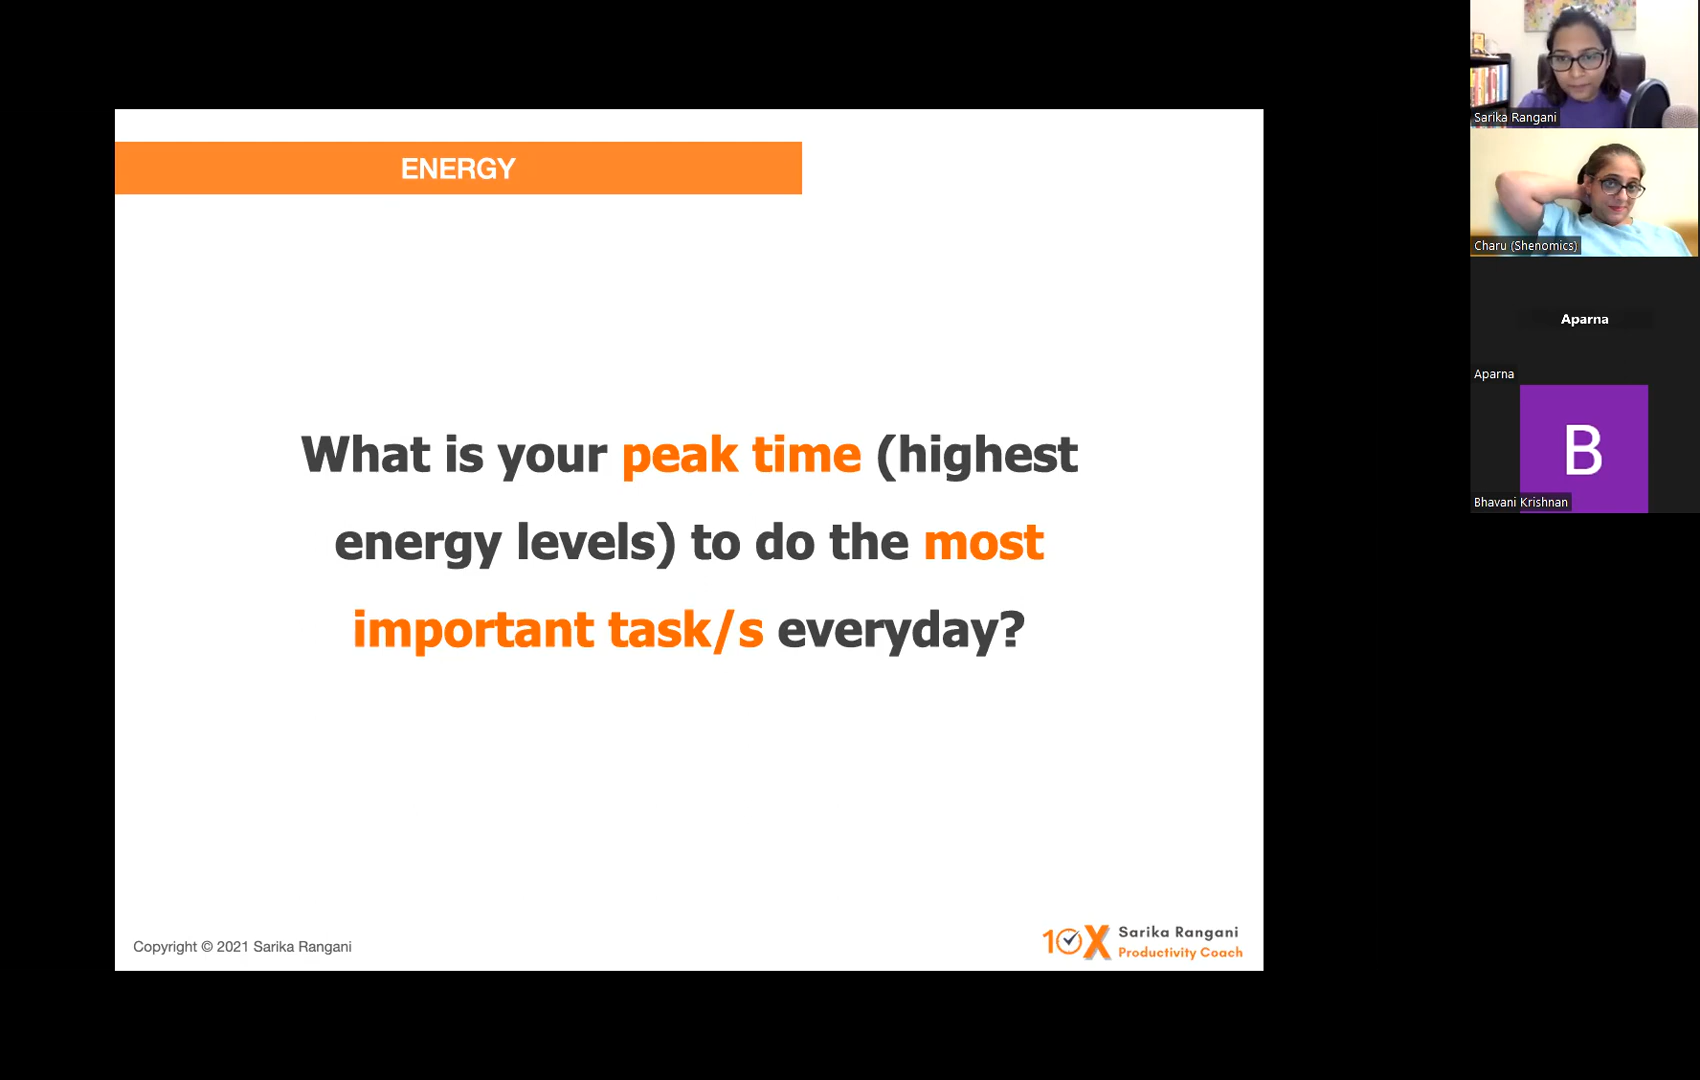 ENERGY
What is your peak time (highest
energy levels) to do the most
important task/s everyday?
Copyright © 2021 Sarika Rangani
10X Sarika Rangani
Productivity Coach
Sarika Rangani
Charu (Shenomics)
Aparna
Aparna
B
Bhavani Krishnan